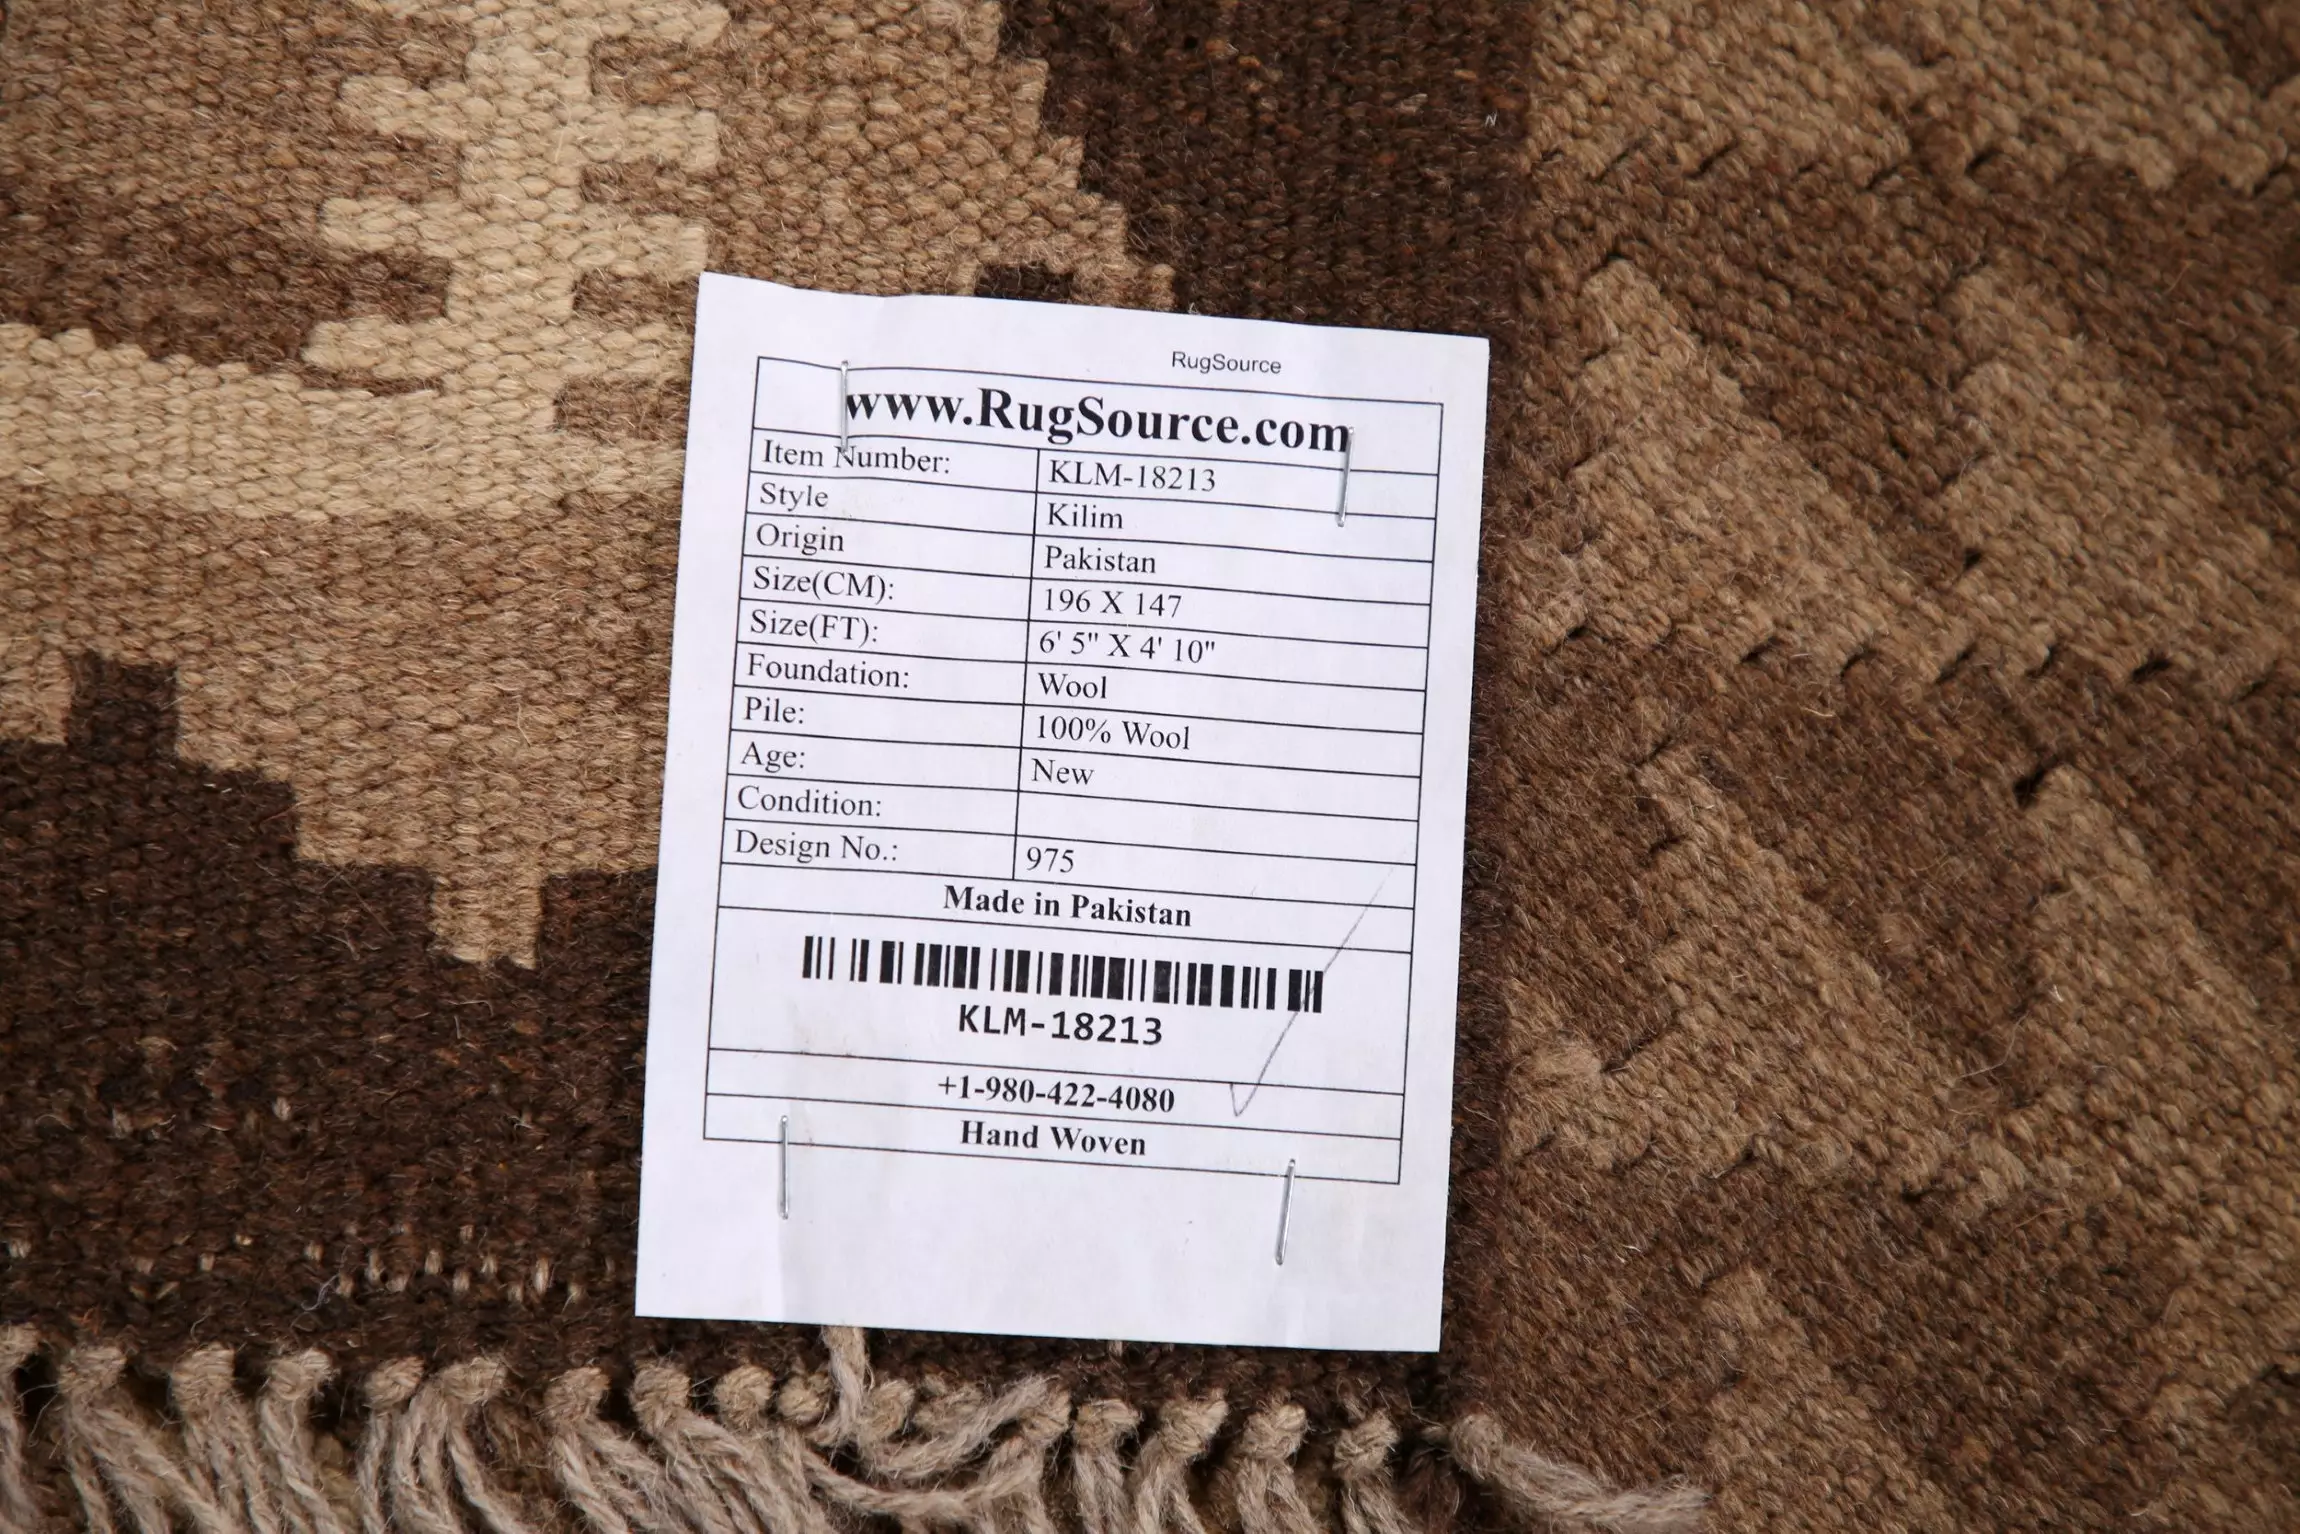 RugSource
www.RugSource.com
Item Number: KLM-18213
Style Kilim
Origin Pakistan
Size(CM): 196 X 147
Size(FT): 6' 5" X 4' 10"
Foundation: Wool
Pile: 100% Wool
Age: New
Condition:
Design No.: 975
Made in Pakistan
KLM-18213
+1-980-422-4080
Hand Woven